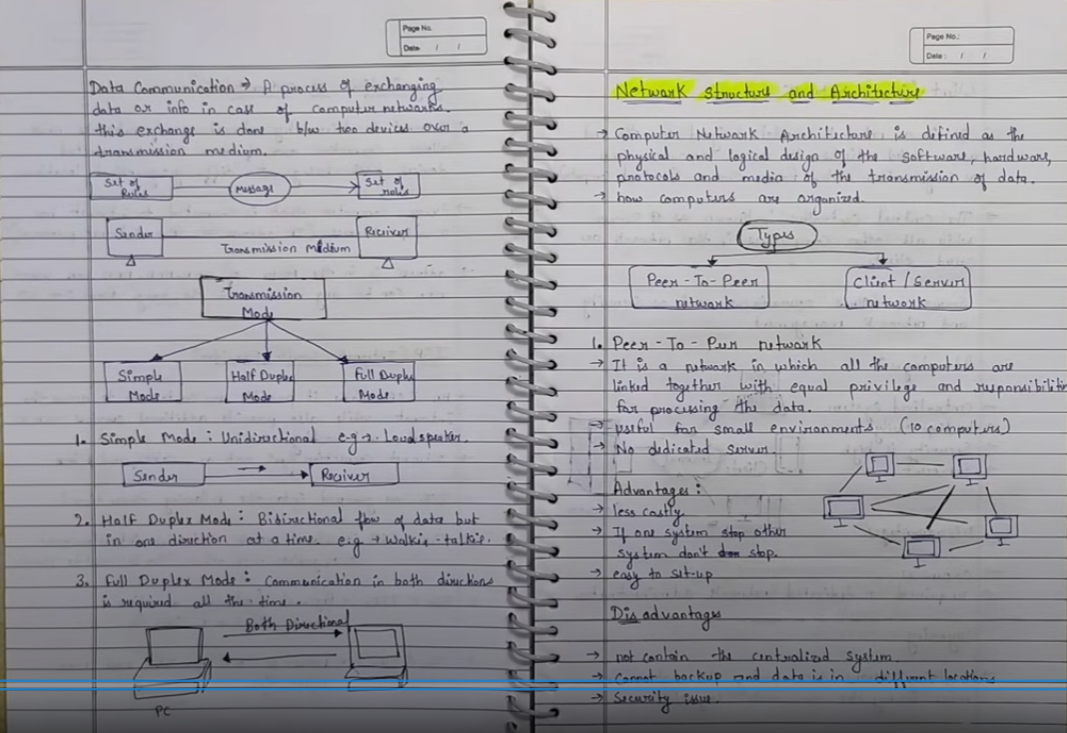 Page No.
Date / /
Data Communication → A process of exchanging
data or info in case of computer networks.
this exchange is done b/w two devices over a
transmission medium.
Set of Rules
Message
Set of rules
Sender
Transmission Medium
Receiver
Transmission
Mode
Simple
Mode
Half Duplex
Mode
Full Duplex
Mode
1. Simple Mode : Unidirectional e.g → Loudspeaker.
Sender
Receiver
2. Half Duplex Mode : Bidirectional flow of data but
in one direction at a time. e.g → Walkie-talkie.
3. Full Duplex Mode : Communication in both directions
is required all the time.
Both Directional
PC
Page No.:
Date : / /
Network Structure and Architecture
→ Computer Network Architecture is defined as the
physical and logical design of the software, hardware,
protocols and media of the transmission of data.
→ how computers are organized.
Types
Peer-To-Peer
network
Client / Server
network
1. Peer-To-Peer network
→ It is a network in which all the computers are
linked together with equal privilege and responsibilities
for processing the data.
→ useful for small environments (10 computers)
→ No dedicated server
Advantages :
→ less costly
→ If one system stop other
system don't stop.
→ easy to set-up
Disadvantages
→ not contain the centralized system
→ Cannot backup and data is in different locations
→ Security issue.